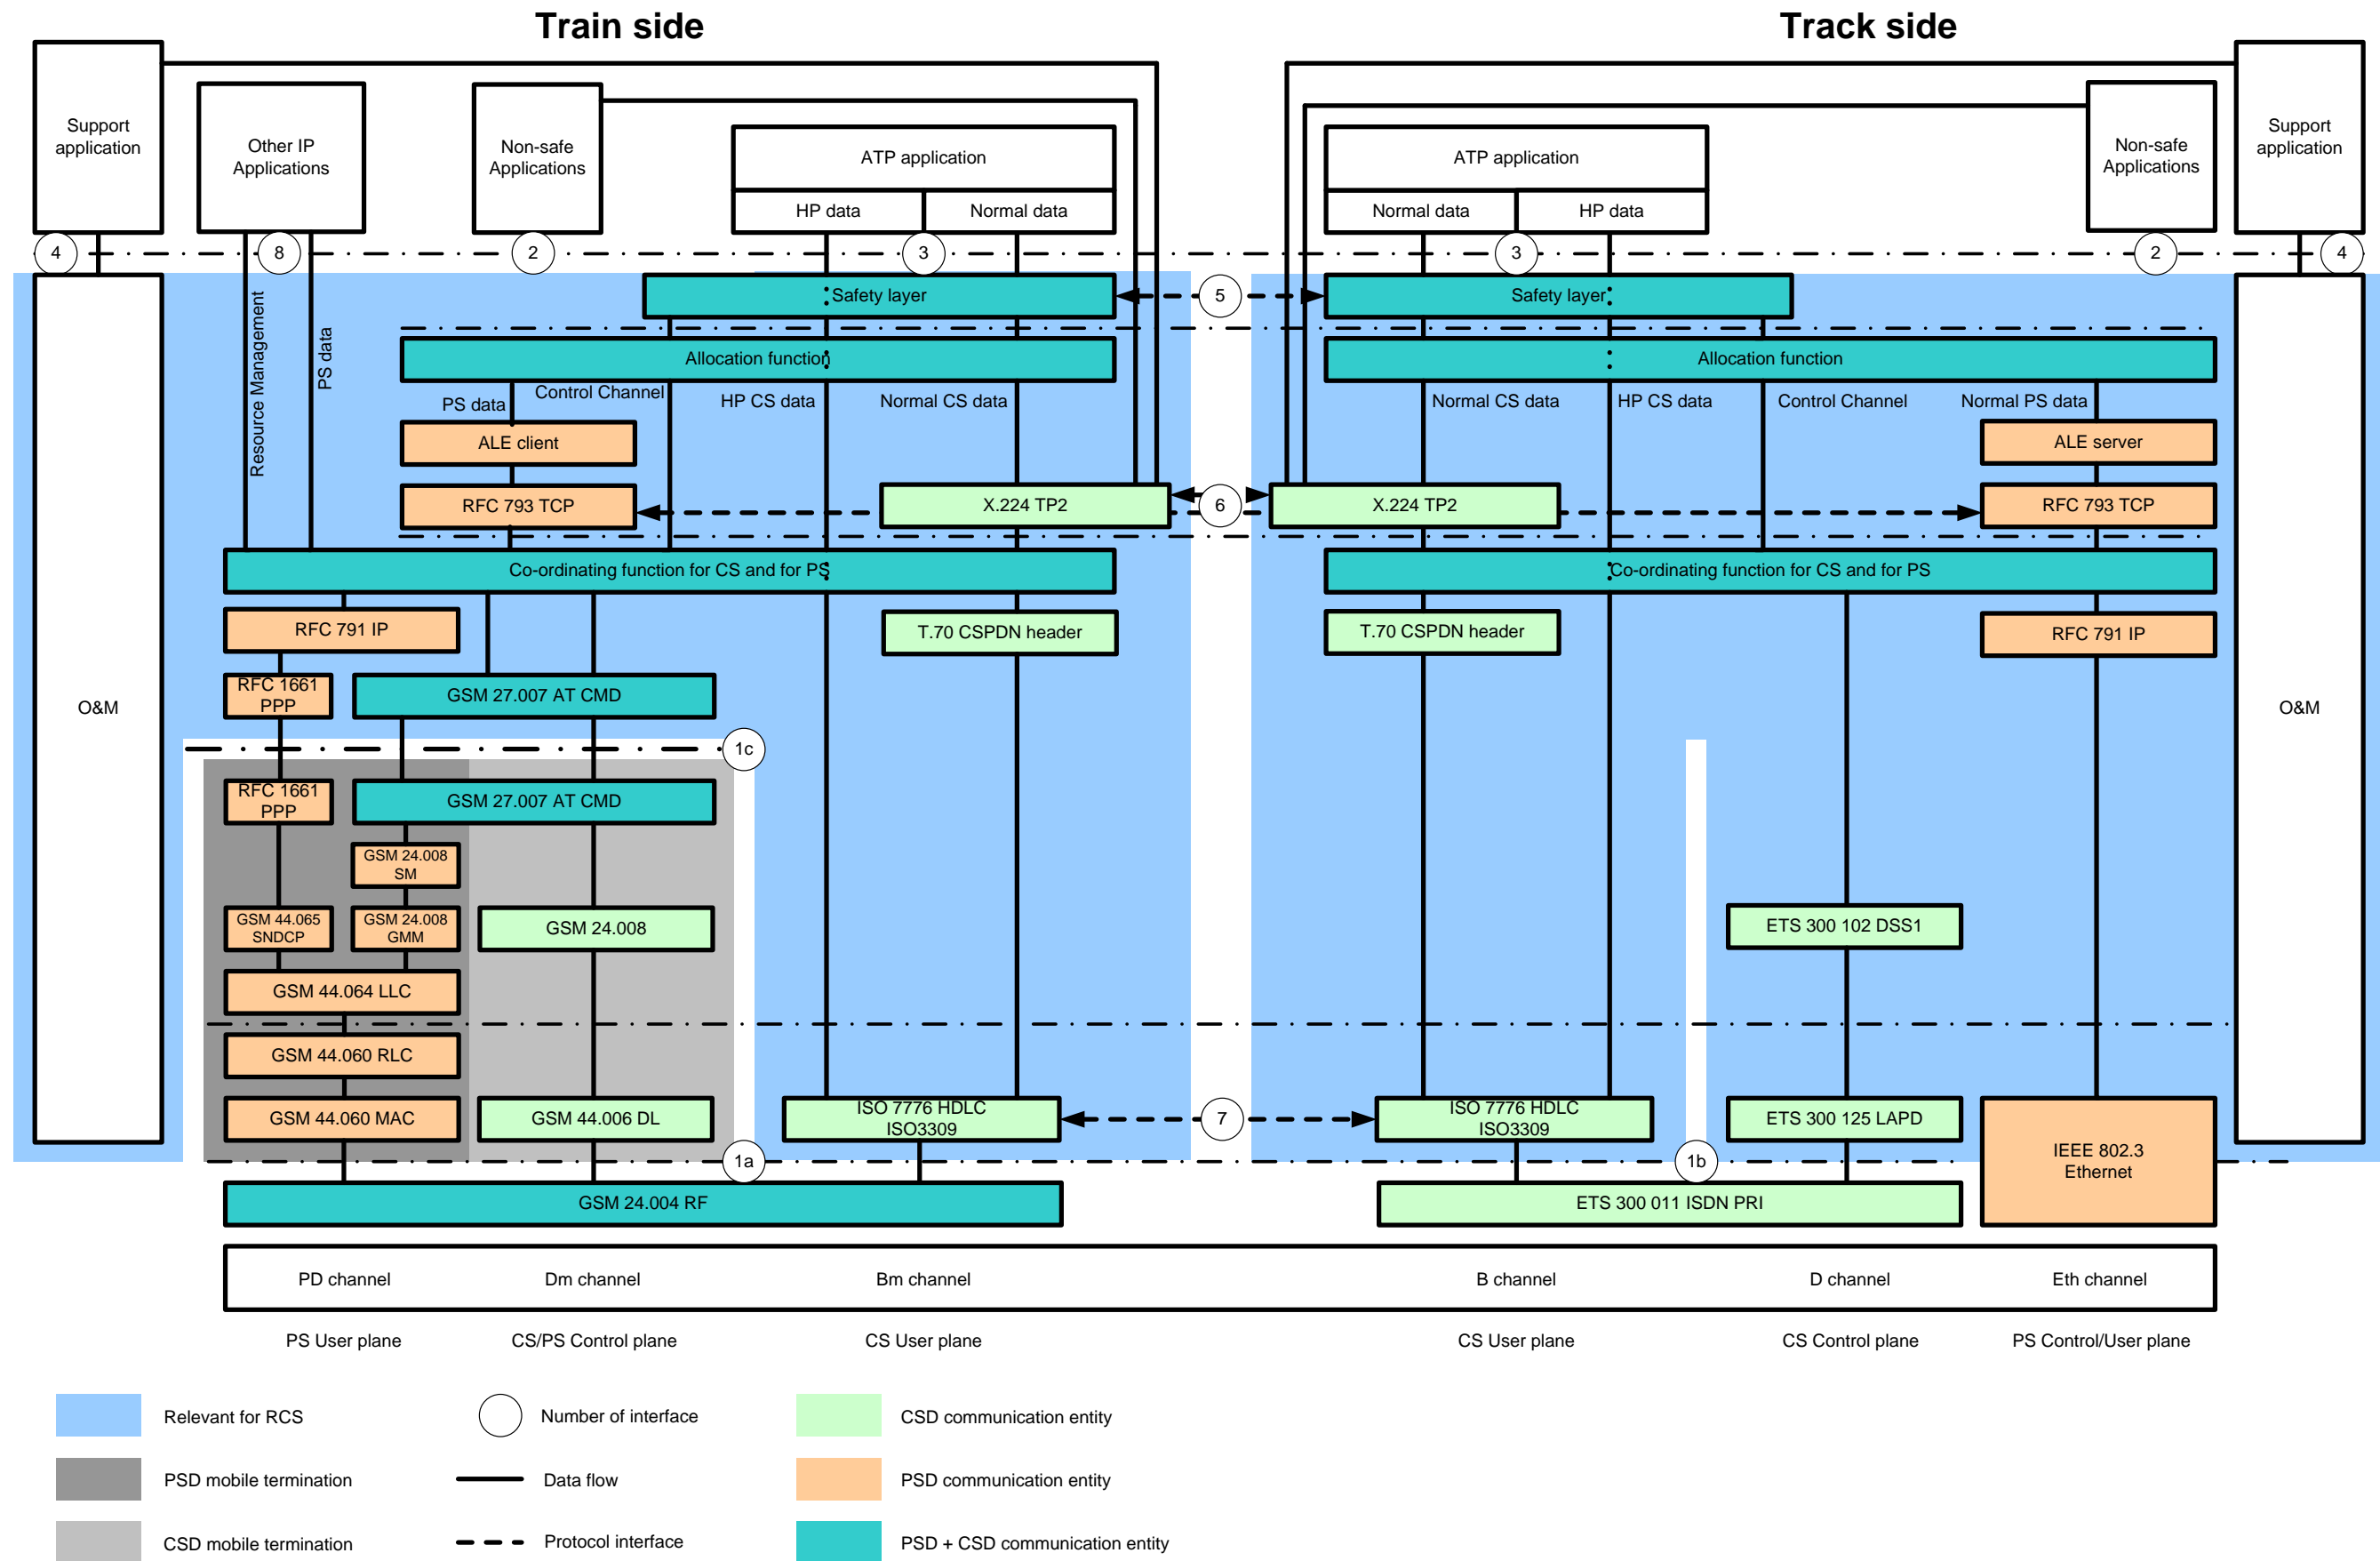 Train side
Track side
Support
application
Other IP
Applications
Non-safe
Applications
ATP application
HP data
Normal data
ATP application
Normal data
HP data
Non-safe
Applications
Support
application
4
8
2
3
3
2
4
Resource Management
PS data
Safety layer
5
Safety layer
Allocation function
Allocation function
PS data
Control Channel
HP CS data
Normal CS data
Normal CS data
HP CS data
Control Channel
Normal PS data
ALE client
ALE server
RFC 793 TCP
X.224 TP2
6
X.224 TP2
RFC 793 TCP
Co-ordinating function for CS and for PS
Co-ordinating function for CS and for PS
RFC 791 IP
T.70 CSPDN header
T.70 CSPDN header
RFC 791 IP
O&M
RFC 1661
PPP
GSM 27.007 AT CMD
O&M
1c
RFC 1661
PPP
GSM 27.007 AT CMD
GSM 24.008
SM
GSM 44.065
SNDCP
GSM 24.008
GMM
GSM 24.008
ETS 300 102 DSS1
GSM 44.064 LLC
GSM 44.060 RLC
GSM 44.060 MAC
GSM 44.006 DL
ISO 7776 HDLC
ISO3309
7
ISO 7776 HDLC
ISO3309
ETS 300 125 LAPD
IEEE 802.3
Ethernet
1a
1b
GSM 24.004 RF
ETS 300 011 ISDN PRI
PD channel
Dm channel
Bm channel
B channel
D channel
Eth channel
PS User plane
CS/PS Control plane
CS User plane
CS User plane
CS Control plane
PS Control/User plane
Relevant for RCS
Number of interface
CSD communication entity
PSD mobile termination
Data flow
PSD communication entity
CSD mobile termination
Protocol interface
PSD + CSD communication entity